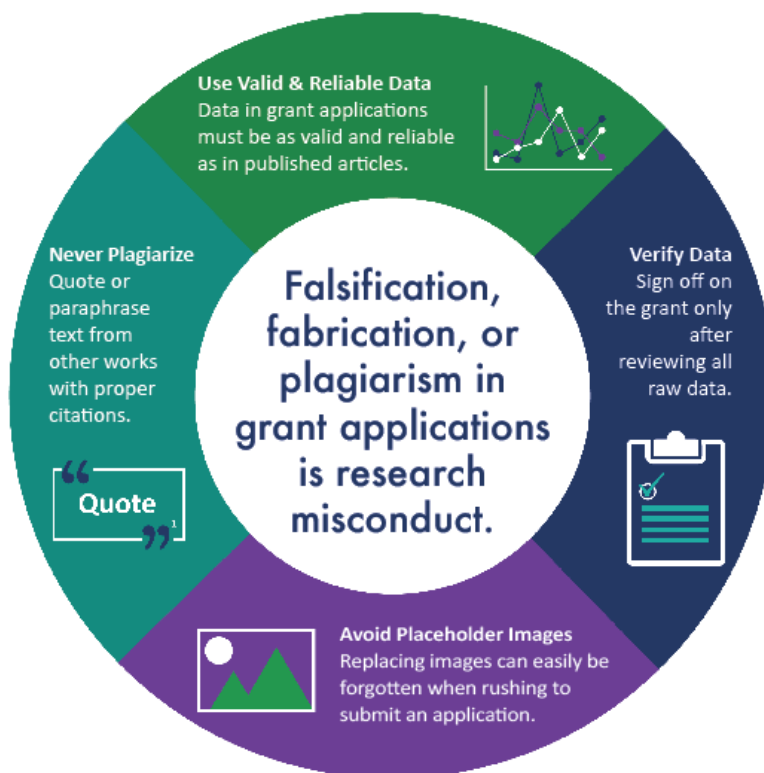 Use Valid & Reliable Data
Data in grant applications
must be as valid and reliable
as in published articles.
Never Plagiarize
Quote or
paraphrase
text from
other works
with proper
citations.
“
Quote
” 1
Falsification,
fabrication, or
plagiarism in
grant applications
is research
misconduct.
Verify Data
Sign off on
the grant only
after
reviewing all
raw data.
Avoid Placeholder Images
Replacing images can easily be
forgotten when rushing to
submit an application.